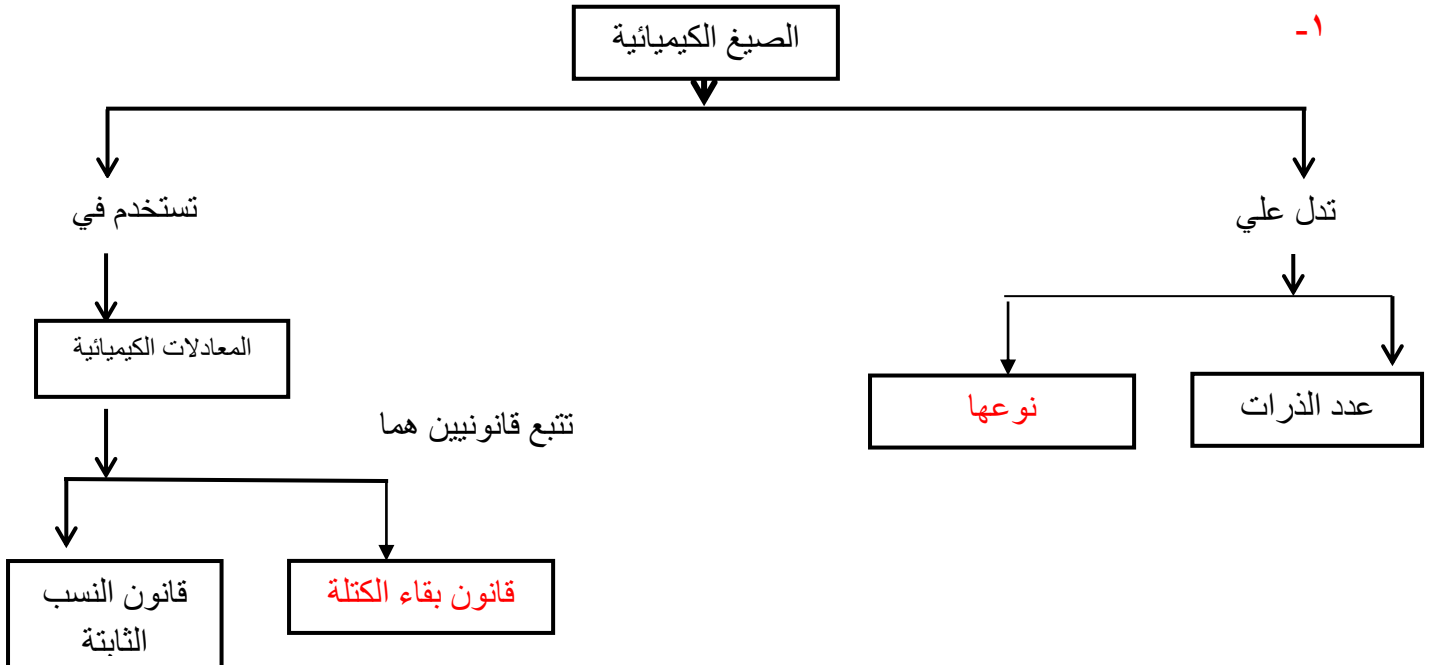 ١-
الصيغ الكيميائية
تدل علي
تستخدم في
عدد الذرات
نوعها
المعادلات الكيميائية
تتبع قانونيين هما
قانون بقاء الكتلة
قانون النسب
الثابتة